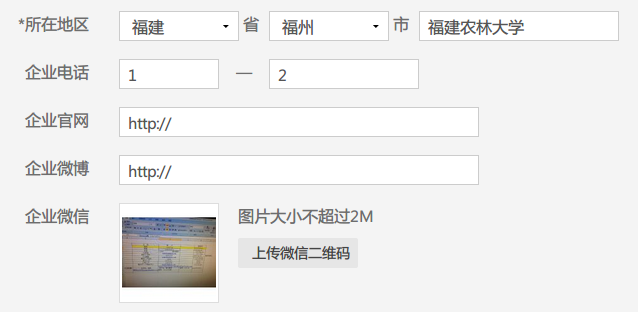 *所在地区 福建 省 福州 市 福建农林大学
企业电话 1 — 2
企业官网 http://
企业微博 http://
企业微信 图片大小不超过2M
上传微信二维码